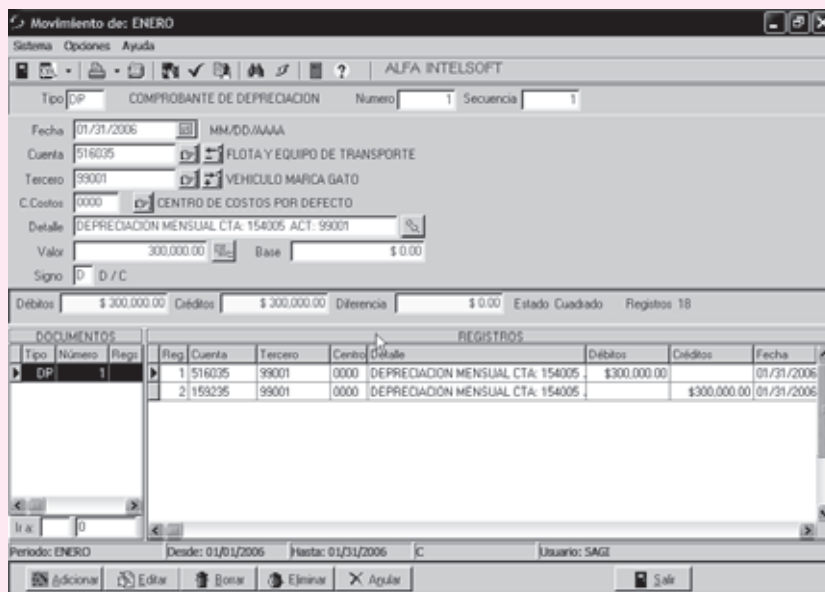 Movimiento de: ENERO
Sistema Opciones Ayuda
ALFA INTELSOFT
Tipo DP COMPROBANTE DE DEPRECIACION Numero 1 Secuencia 1
Fecha 01/31/2006 MM/DD/AAAA
Cuenta 516035 FLOTA Y EQUIPO DE TRANSPORTE
Tercero 99001 VEHICULO MARCA GATO
C.Costos 0000 CENTRO DE COSTOS POR DEFECTO
Detalle DEPRECIACION MENSUAL CTA: 154005 ACT: 99001
Valor 300,000.00 Base $ 0.00
Signo D D / C
Débitos $ 300,000.00 Créditos $ 300,000.00 Diferencia $ 0.00 Estado Cuadrado Registros 18
DOCUMENTOS REGISTROS
Tipo Número Regs Reg Cuenta Tercero Centro Detalle Débitos Créditos Fecha
DP 1 1 516035 99001 0000 DEPRECIACION MENSUAL CTA: 154005 . $300,000.00 01/31/2006
2 159235 99001 0000 DEPRECIACION MENSUAL CTA: 154005 . $300,000.00 01/31/2006
Ir a: 0
Periodo: ENERO Desde: 01/01/2006 Hasta: 01/31/2006 C Usuario: SAGI
Adicionar Editar Borrar Eliminar Anular Salir